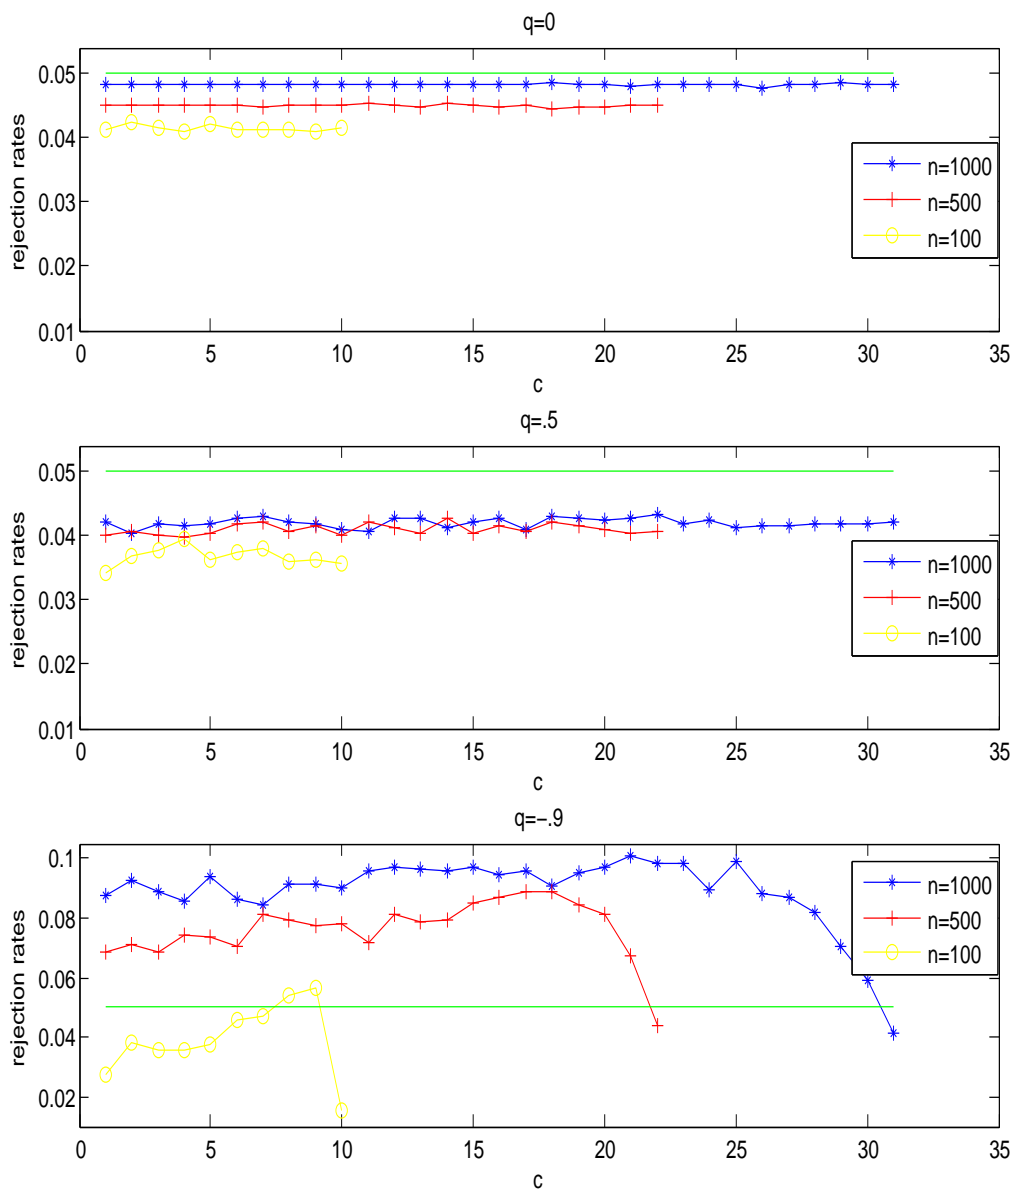 q=0
0.05
0.04
0.03
0.02
0.01
rejection rates
n=1000
n=500
n=100
0 5 10 15 20 25 30 35
c
q=.5
0.05
0.04
0.03
0.02
0.01
rejection rates
n=1000
n=500
n=100
0 5 10 15 20 25 30 35
c
q=−.9
0.1
0.08
0.06
0.04
0.02
rejection rates
n=1000
n=500
n=100
0 5 10 15 20 25 30 35
c